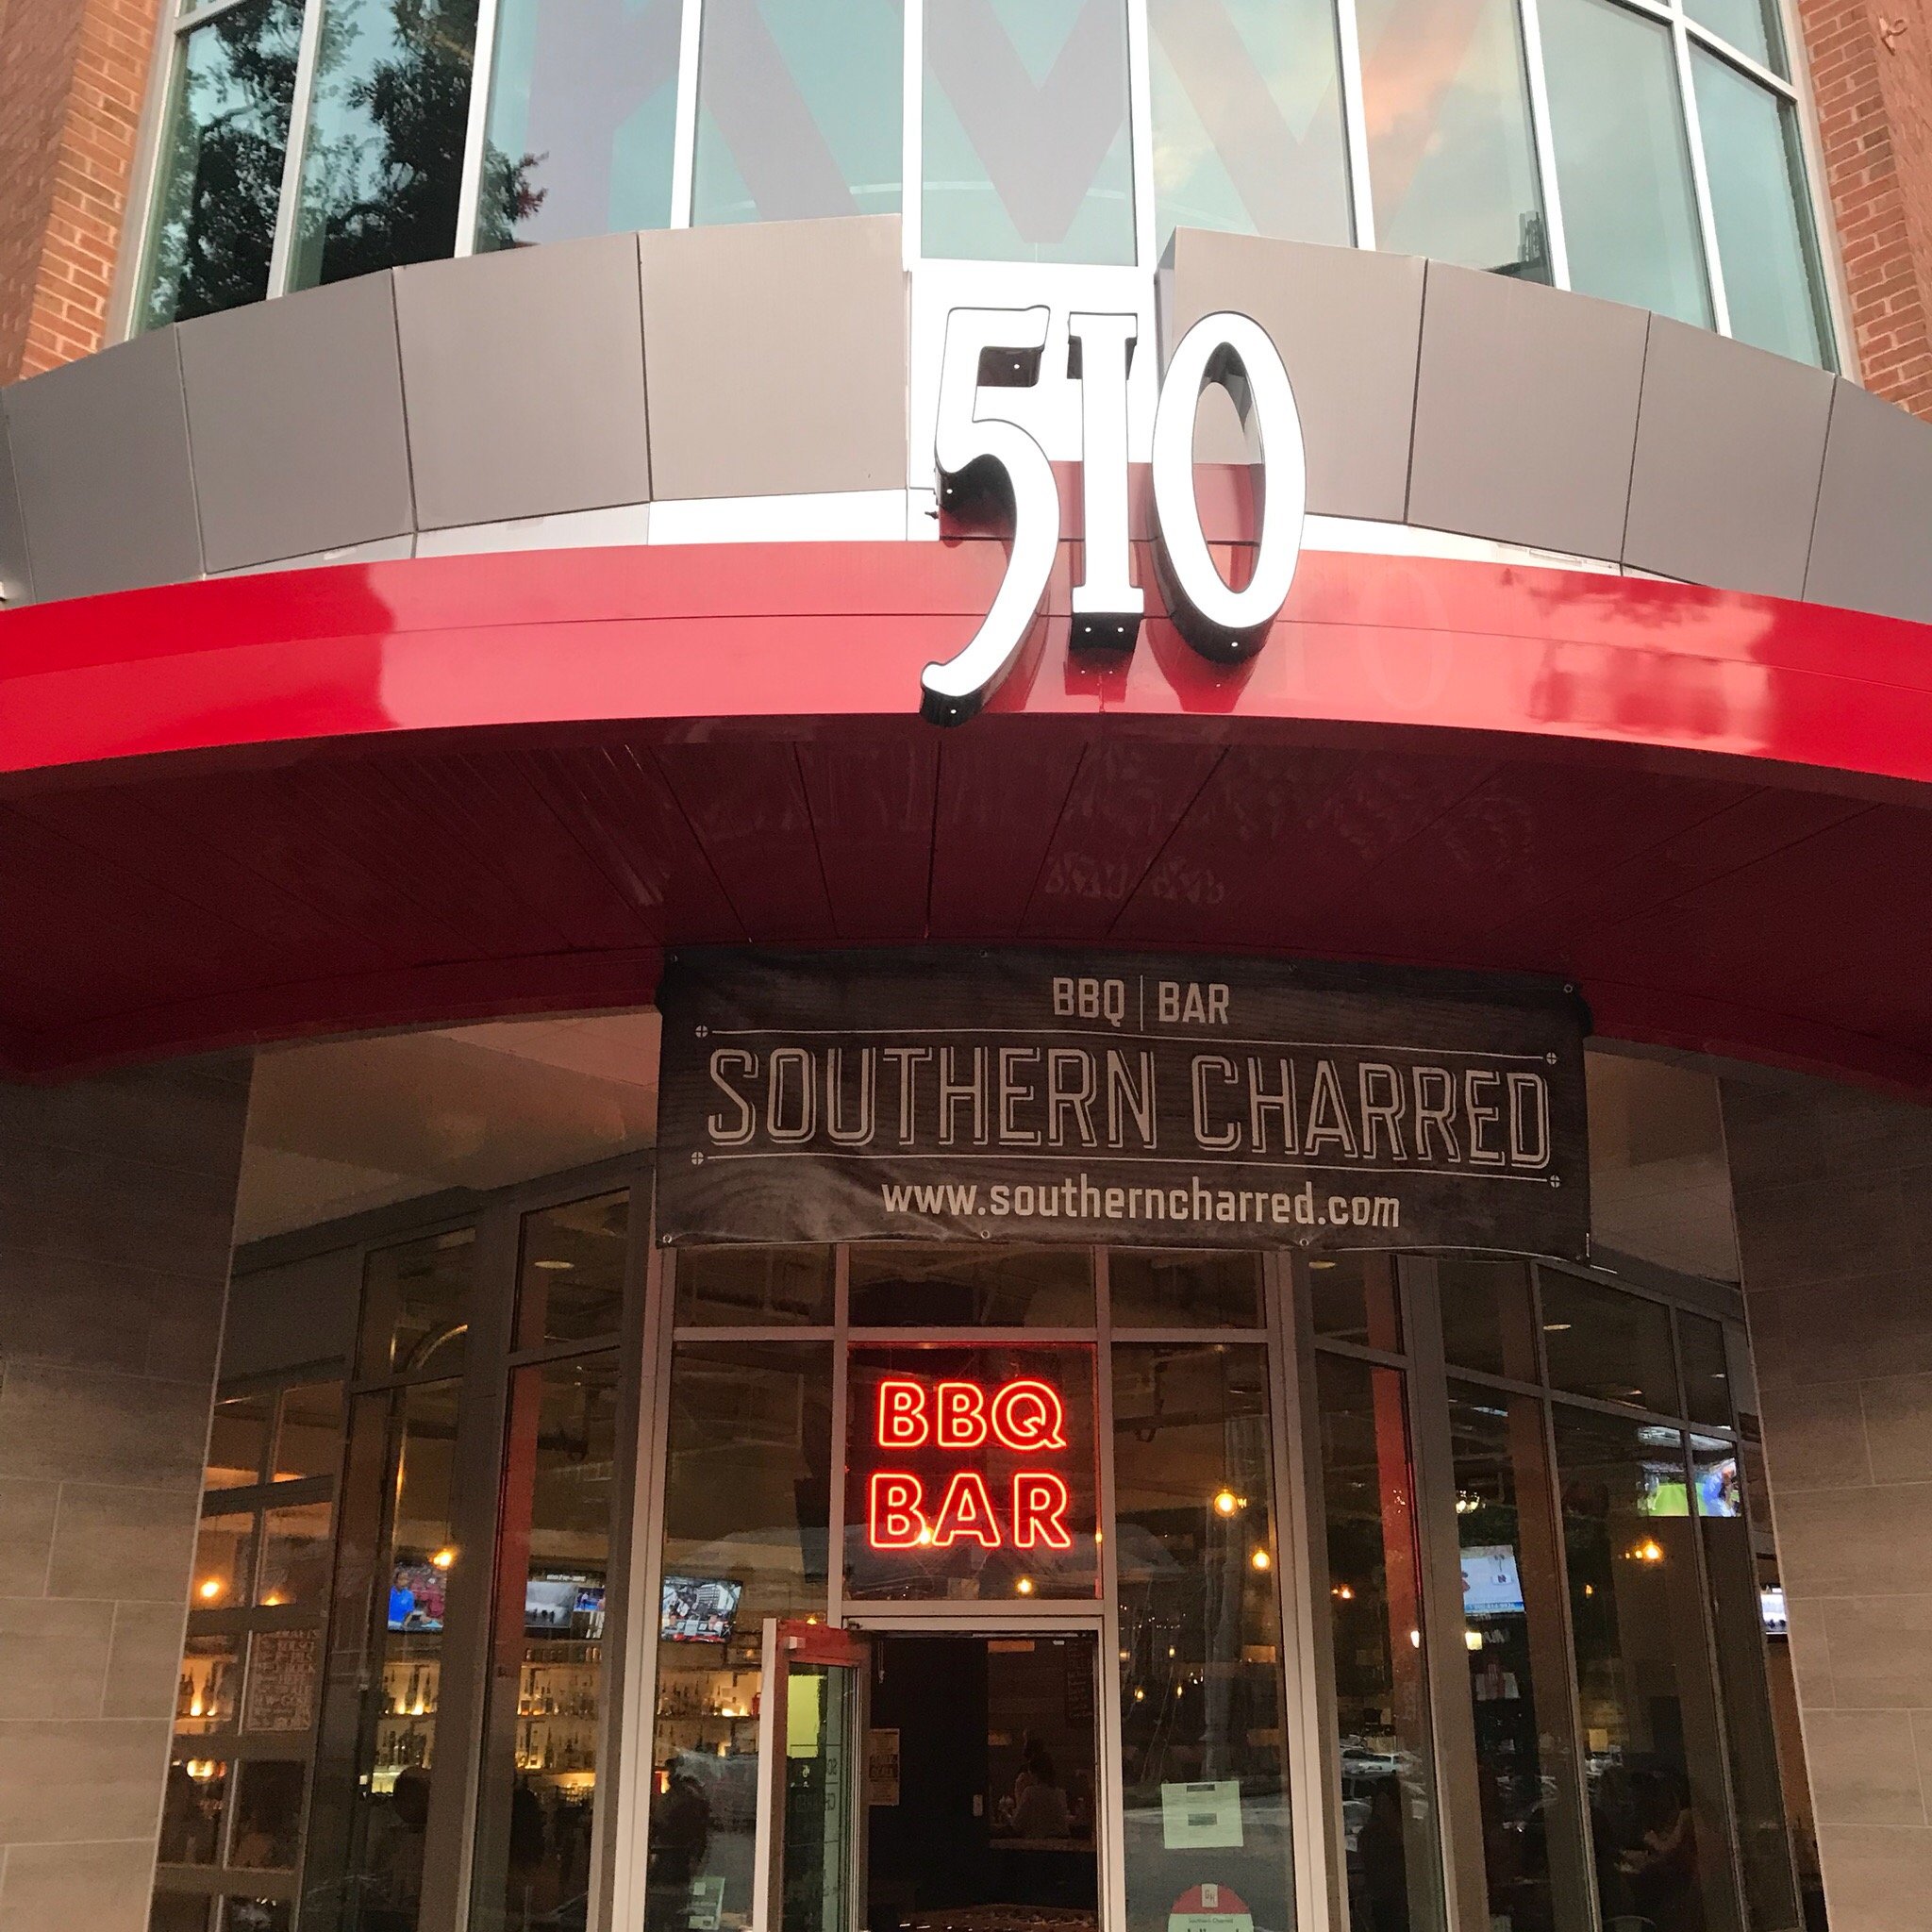 510
BBQ | BAR
SOUTHERN CHARRED
www.southerncharred.com
BBQ
BAR